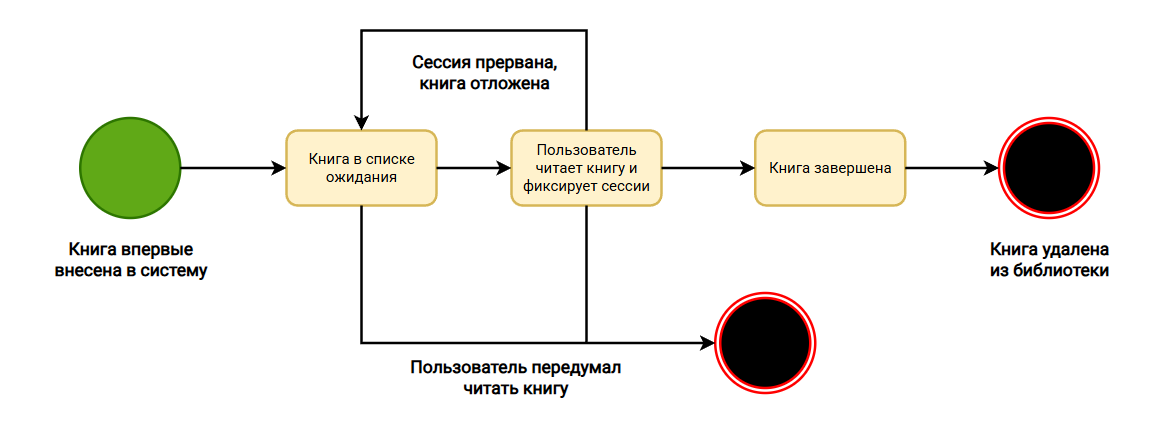 Сессия прервана,
книга отложена
Книга в списке
ожидания
Пользователь
читает книгу и
фиксирует сессии
Книга завершена
Книга впервые
внесена в систему
Книга удалена
из библиотеки
Пользователь передумал
читать книгу